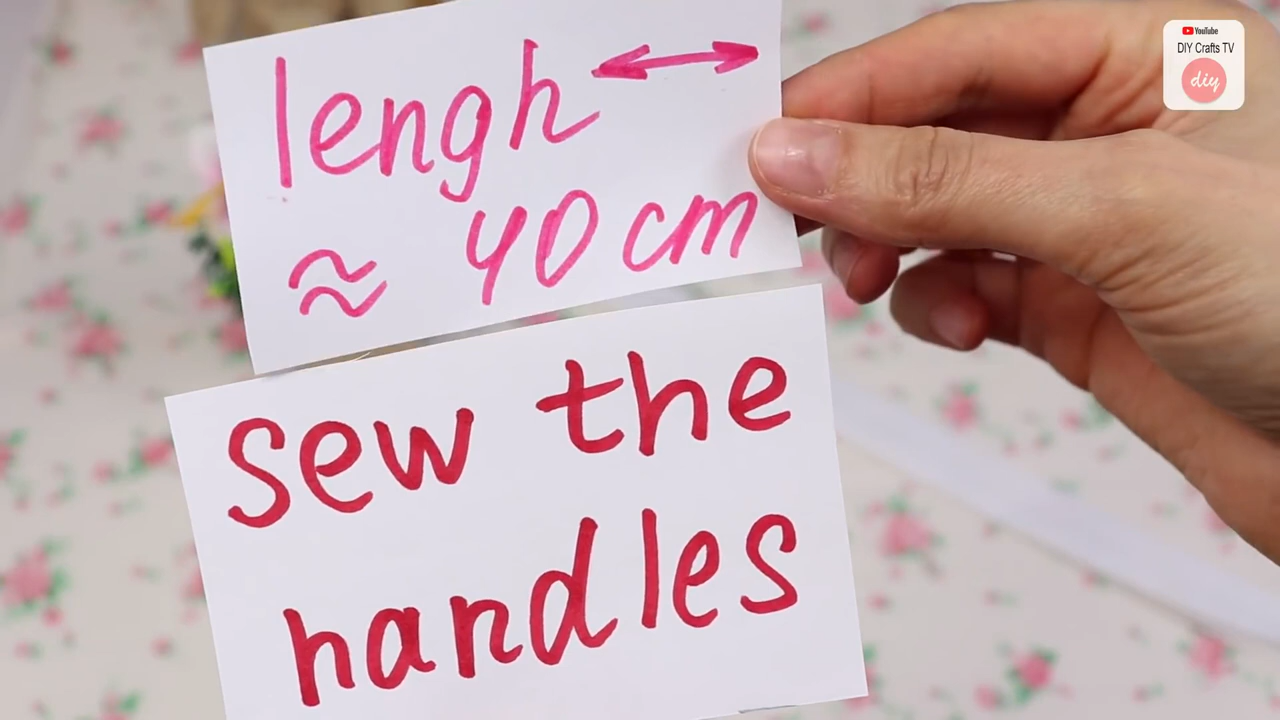 lengh
≈ 40 cm
sew the
handles
YouTube
DIY Crafts TV
diy